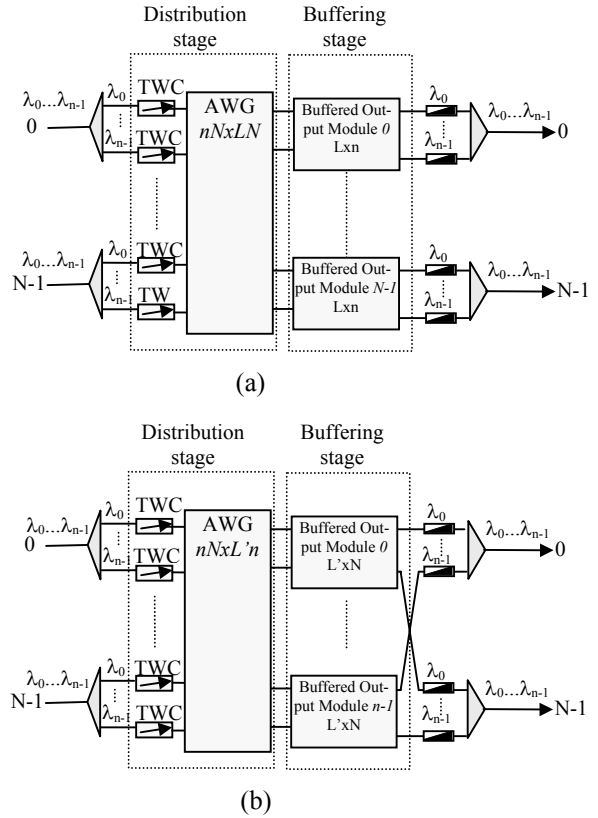 Distribution stage
Buffering stage
λ0...λn-1
0
λ0
TWC
λn-1
TWC
AWG
nNxLN
Buffered Out-
put Module 0
Lxn
λ0
λn-1
λ0...λn-1
0
λ0...λn-1
N-1
λ0
TWC
λn-1
TW
Buffered Out-
put Module N-1
Lxn
λ0
λn-1
λ0...λn-1
N-1
(a)
Distribution stage
Buffering stage
λ0...λn-1
0
λ0
TWC
λn-1
TWC
AWG
nNxL'n
Buffered Out-
put Module 0
L'xN
λ0
λn-1
λ0...λn-1
0
λ0...λn-1
N-1
λ0
TWC
λn-1
TWC
Buffered Out-
put Module n-1
L'xN
λ0
λn-1
λ0...λn-1
N-1
(b)